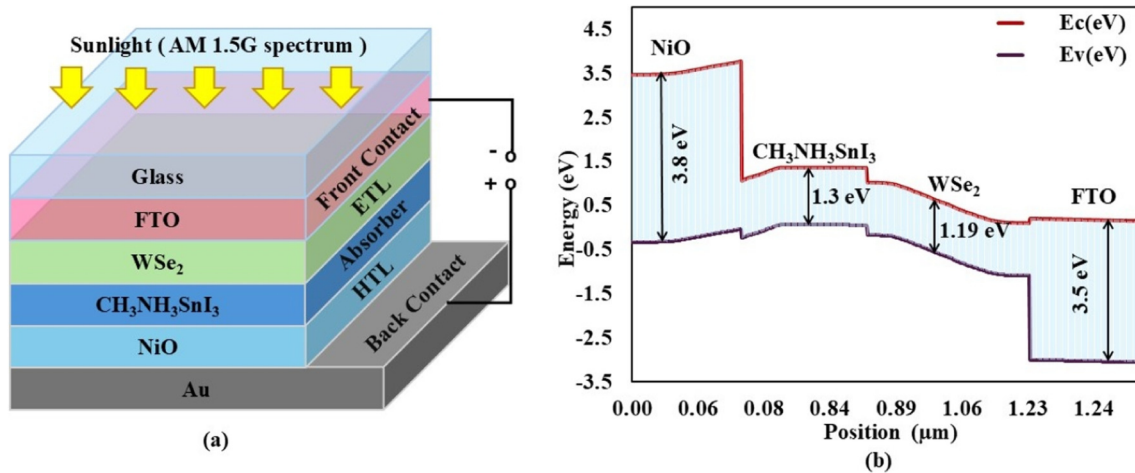 (a)
Sunlight ( AM 1.5G spectrum )
Glass
FTO
WSe₂
CH₃NH₃SnI₃
NiO
Au
Front Contact
ETL
Absorber
HTL
Back Contact
-
+
(a)
(b)
Ec(eV)
Ev(eV)
4.5
3.5
2.5
1.5
0.5
-0.5
-1.5
-2.5
-3.5
Energy (eV)
NiO
3.8 eV
CH₃NH₃SnI₃
1.3 eV
WSe₂
1.19 eV
FTO
3.5 eV
0.00 0.06 0.08 0.84 0.89 1.06 1.23 1.24
Position (μm)
(b)